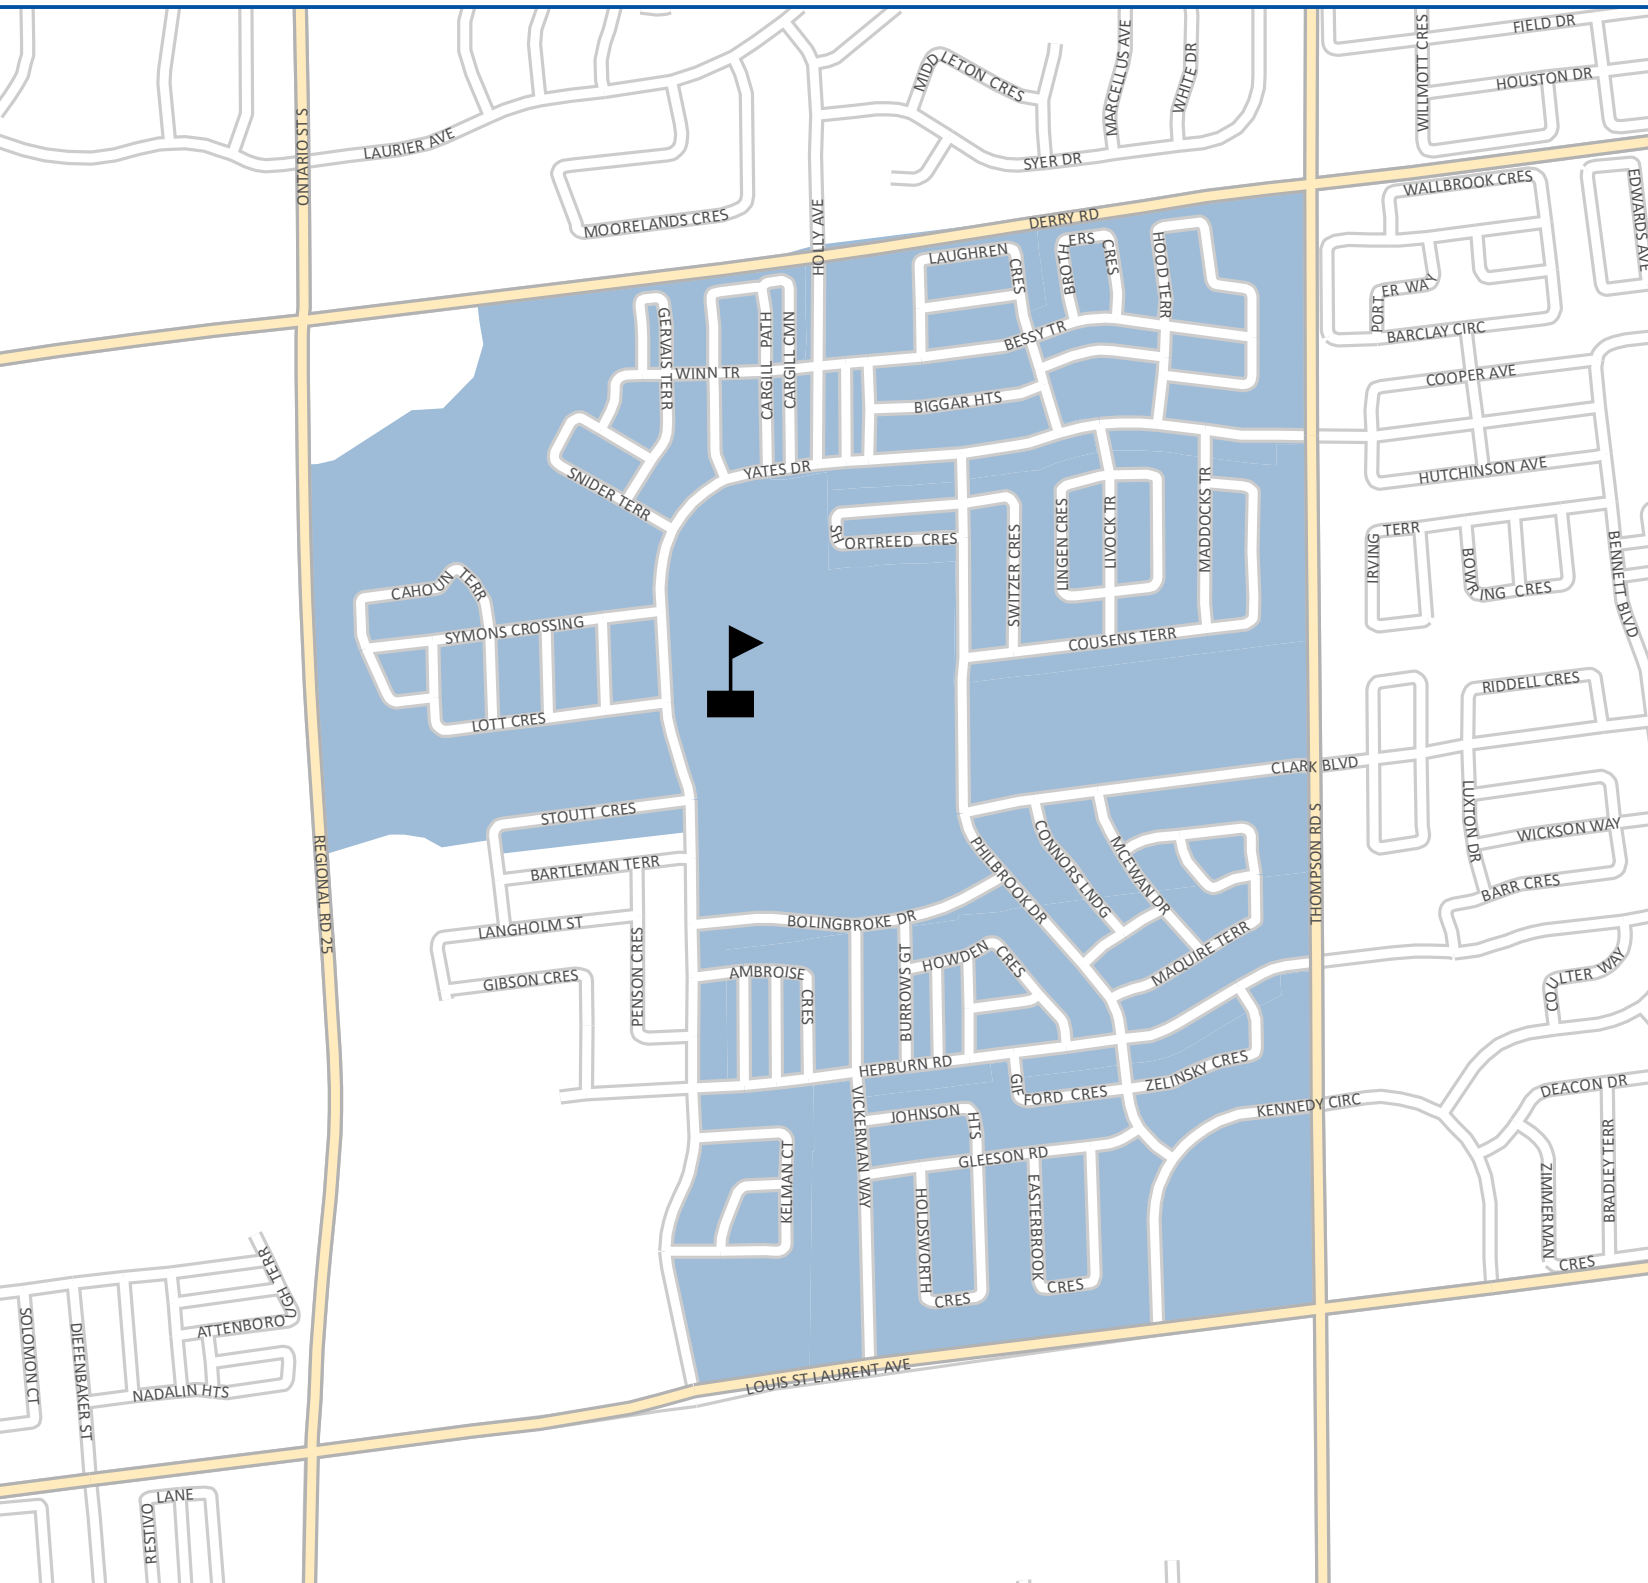 FIELD DR
WILLMOTT CRES
HOUSTON DR
MARCELLUS AVE
WHITE DR
MIDDLETON CRES
ONTARIO ST S
LAURIER AVE
SYER DR
MOORELANDS CRES
HOLLY AVE
DERRY RD
WALLBROOK CRES
EDWARDS AVE
LAUGHREN CRES
BROTHERS CRES
HOOD TERR
PORTER WAY
BARCLAY CIRC
GERVAIS TERR
CARGILL PATH
CARGILL CMN
BESSY TR
WINN TR
BIGGAR HTS
COOPER AVE
YATES DR
SNIDER TERR
HUTCHINSON AVE
MADDOCKS TR
LINGEN CRES
LIVOCK TR
SWITZER CRES
SHORTREED CRES
IRVING TERR
BOWRING CRES
BENNETT BLVD
CAHOUN TERR
SYMONS CROSSING
COUSENS TERR
LOTT CRES
RIDDELL CRES
CLARK BLVD
STOUTT CRES
LUXTON DR
WICKSON WAY
REGIONAL RD 25
THOMPSON RD S
BARTLEMAN TERR
PHILBROOK DR
CONNORS LNDG
MCEWAN DR
BARR CRES
LANGHOLM ST
BOLINGBROKE DR
MAQUIRE TERR
PENSON CRES
GIBSON CRES
AMBROISE CRES
BURROWS GT
HOWDEN CRES
COULTER WAY
HEPBURN RD
ZELINSKY CRES
GIFFORD CRES
VICKERMAN WAY
JOHNSON HTS
KENNEDY CIRC
DEACON DR
GLEESON RD
KELMAN CT
HOLDSWORTH CRES
EASTERBROOK CRES
ZIMMERMAN CRES
BRADLEY TERR
ATTENBOROUGH TERR
SOLOMON CT
DIEFENBAKER ST
NADALIN HTS
LOUIS ST LAURENT AVE
RESTIVO LANE